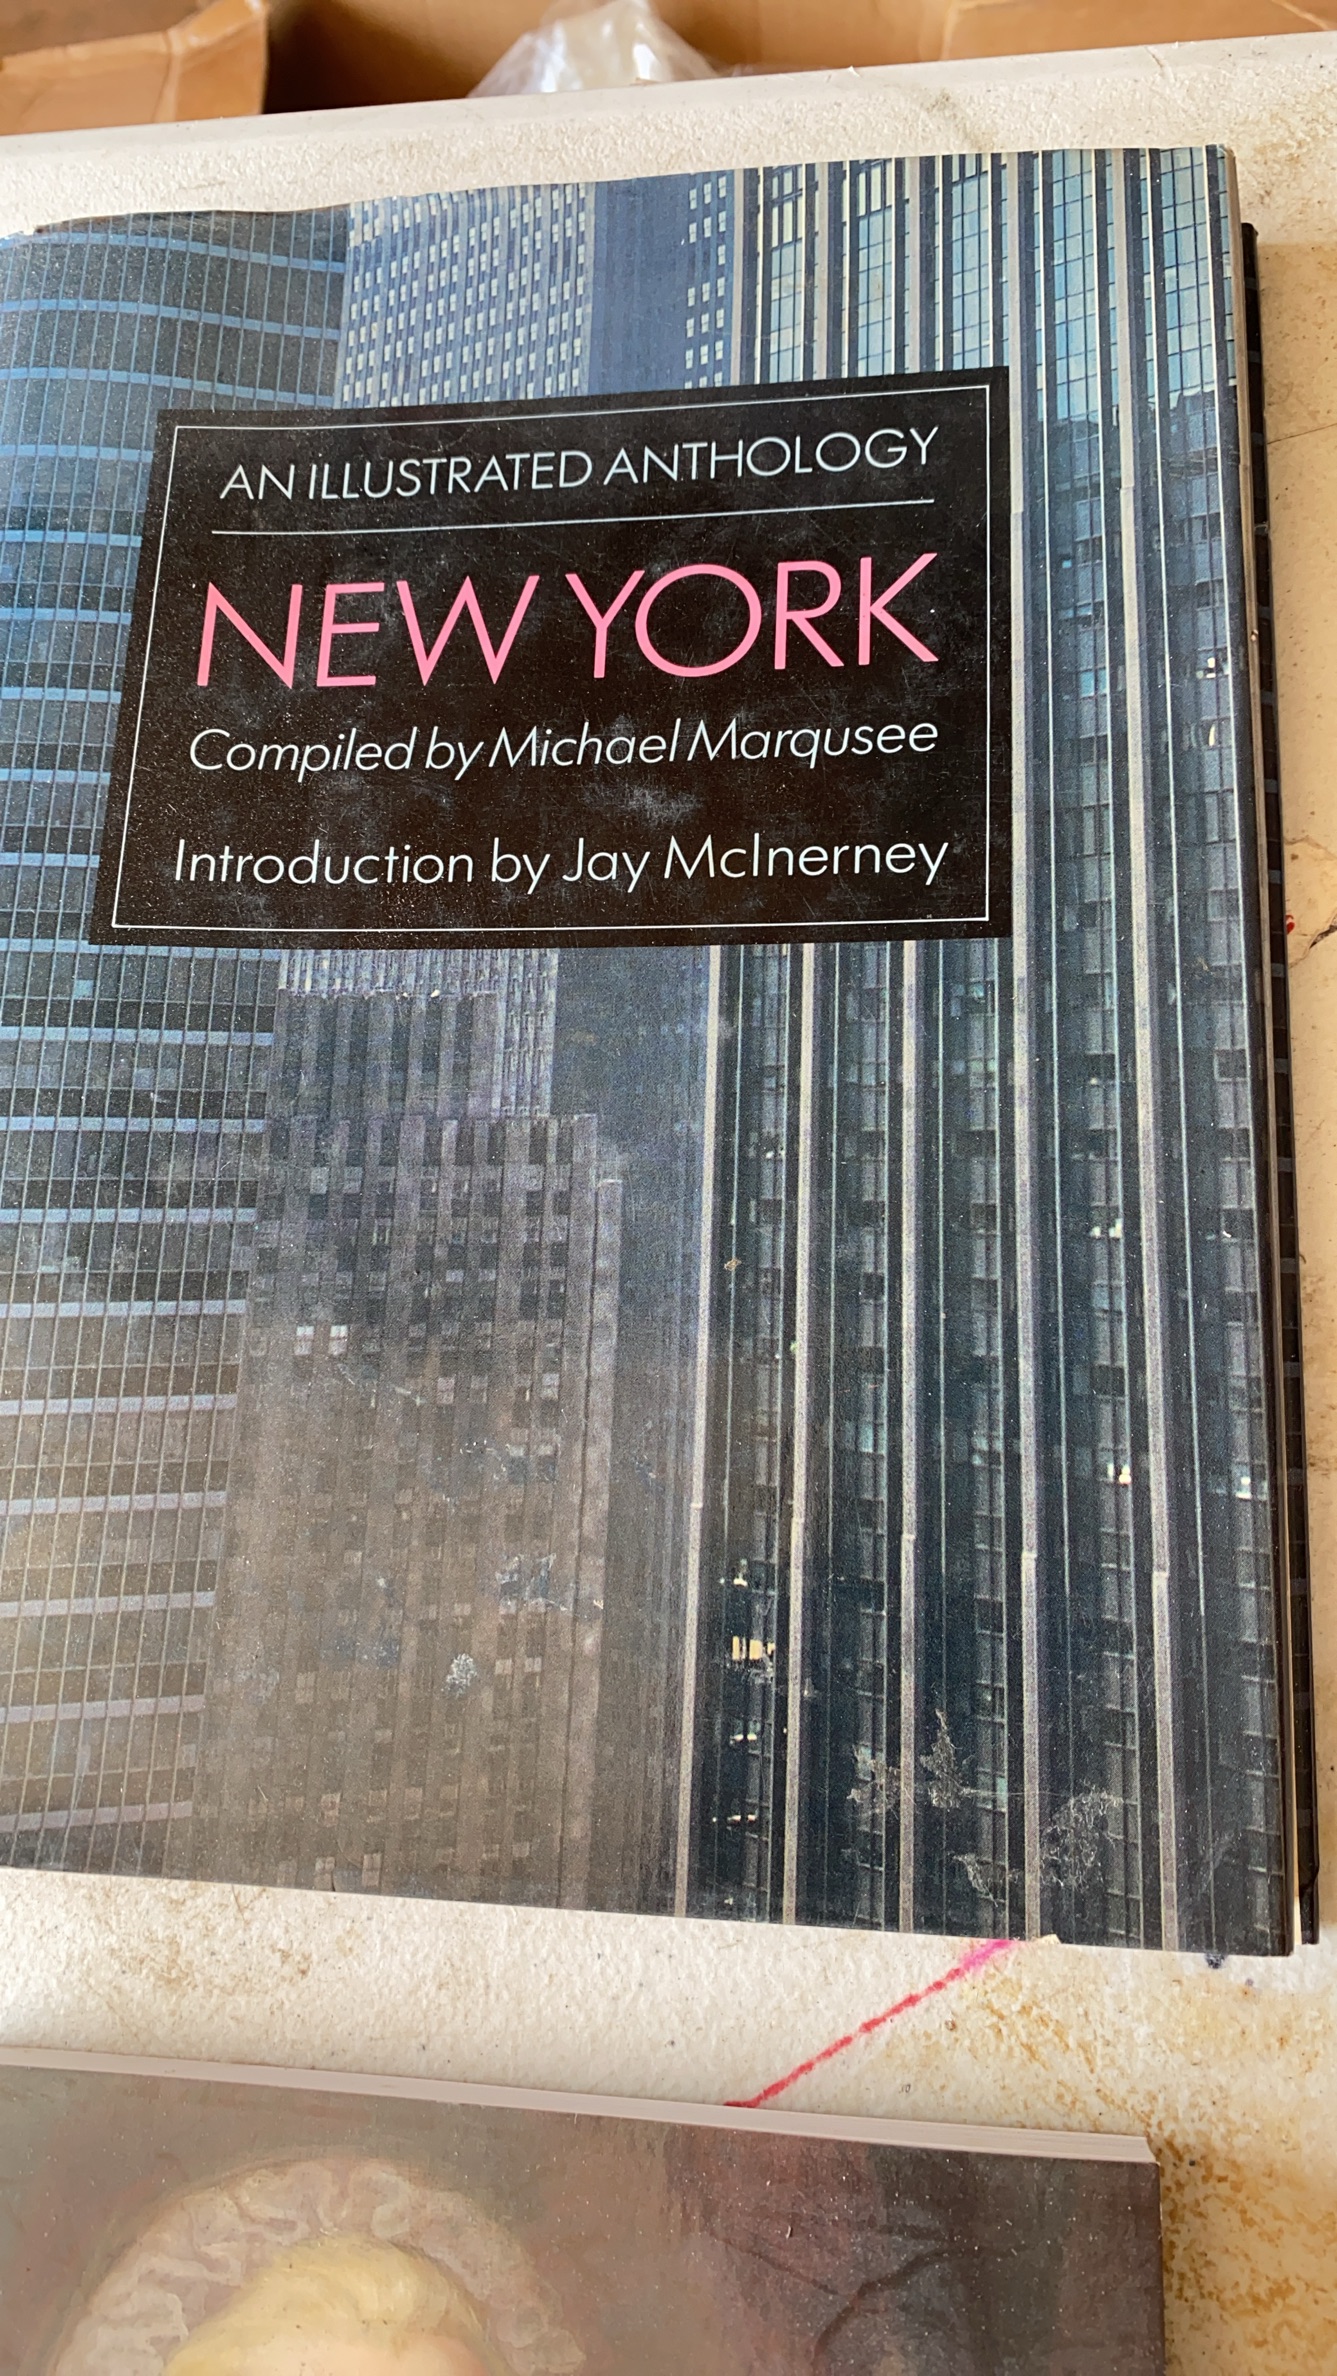 AN ILLUSTRATED ANTHOLOGY
NEW YORK
Compiled by Michael Marqusee
Introduction by Jay McInerney